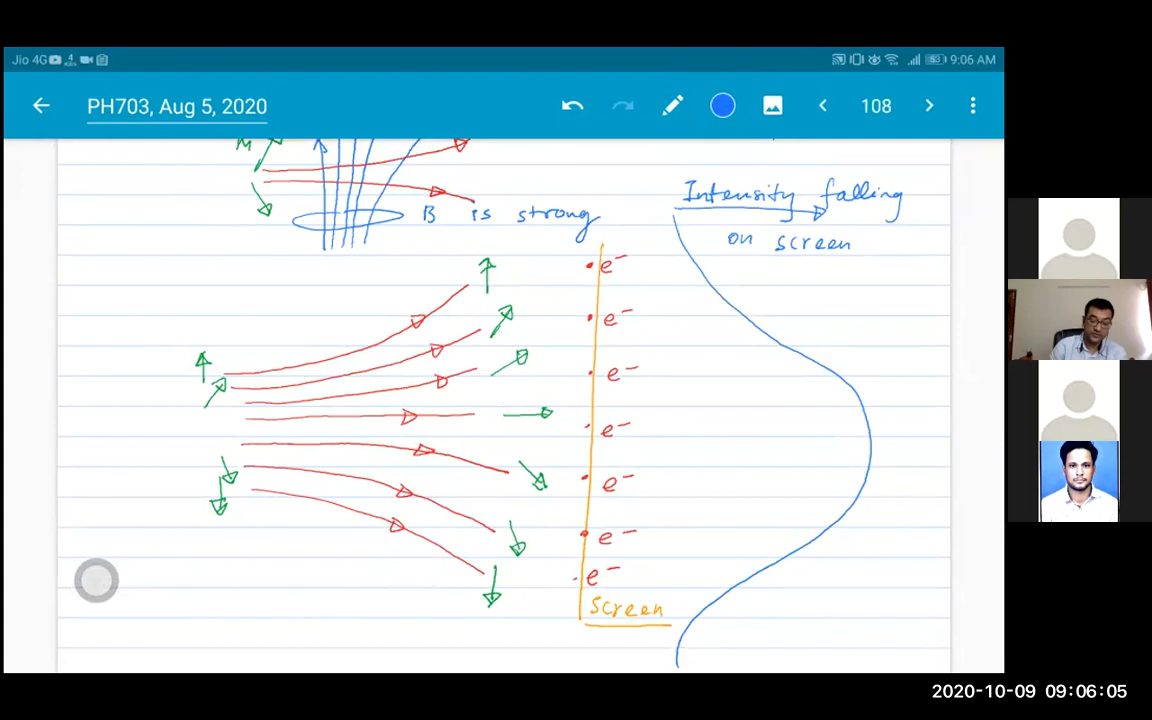 Jio 4G 9:06 AM
PH703, Aug 5, 2020 108
M
B is strong
Intensity falling
on screen
e⁻
e⁻
e⁻
e⁻
e⁻
e⁻
e⁻
Screen
2020-10-09 09:06:05